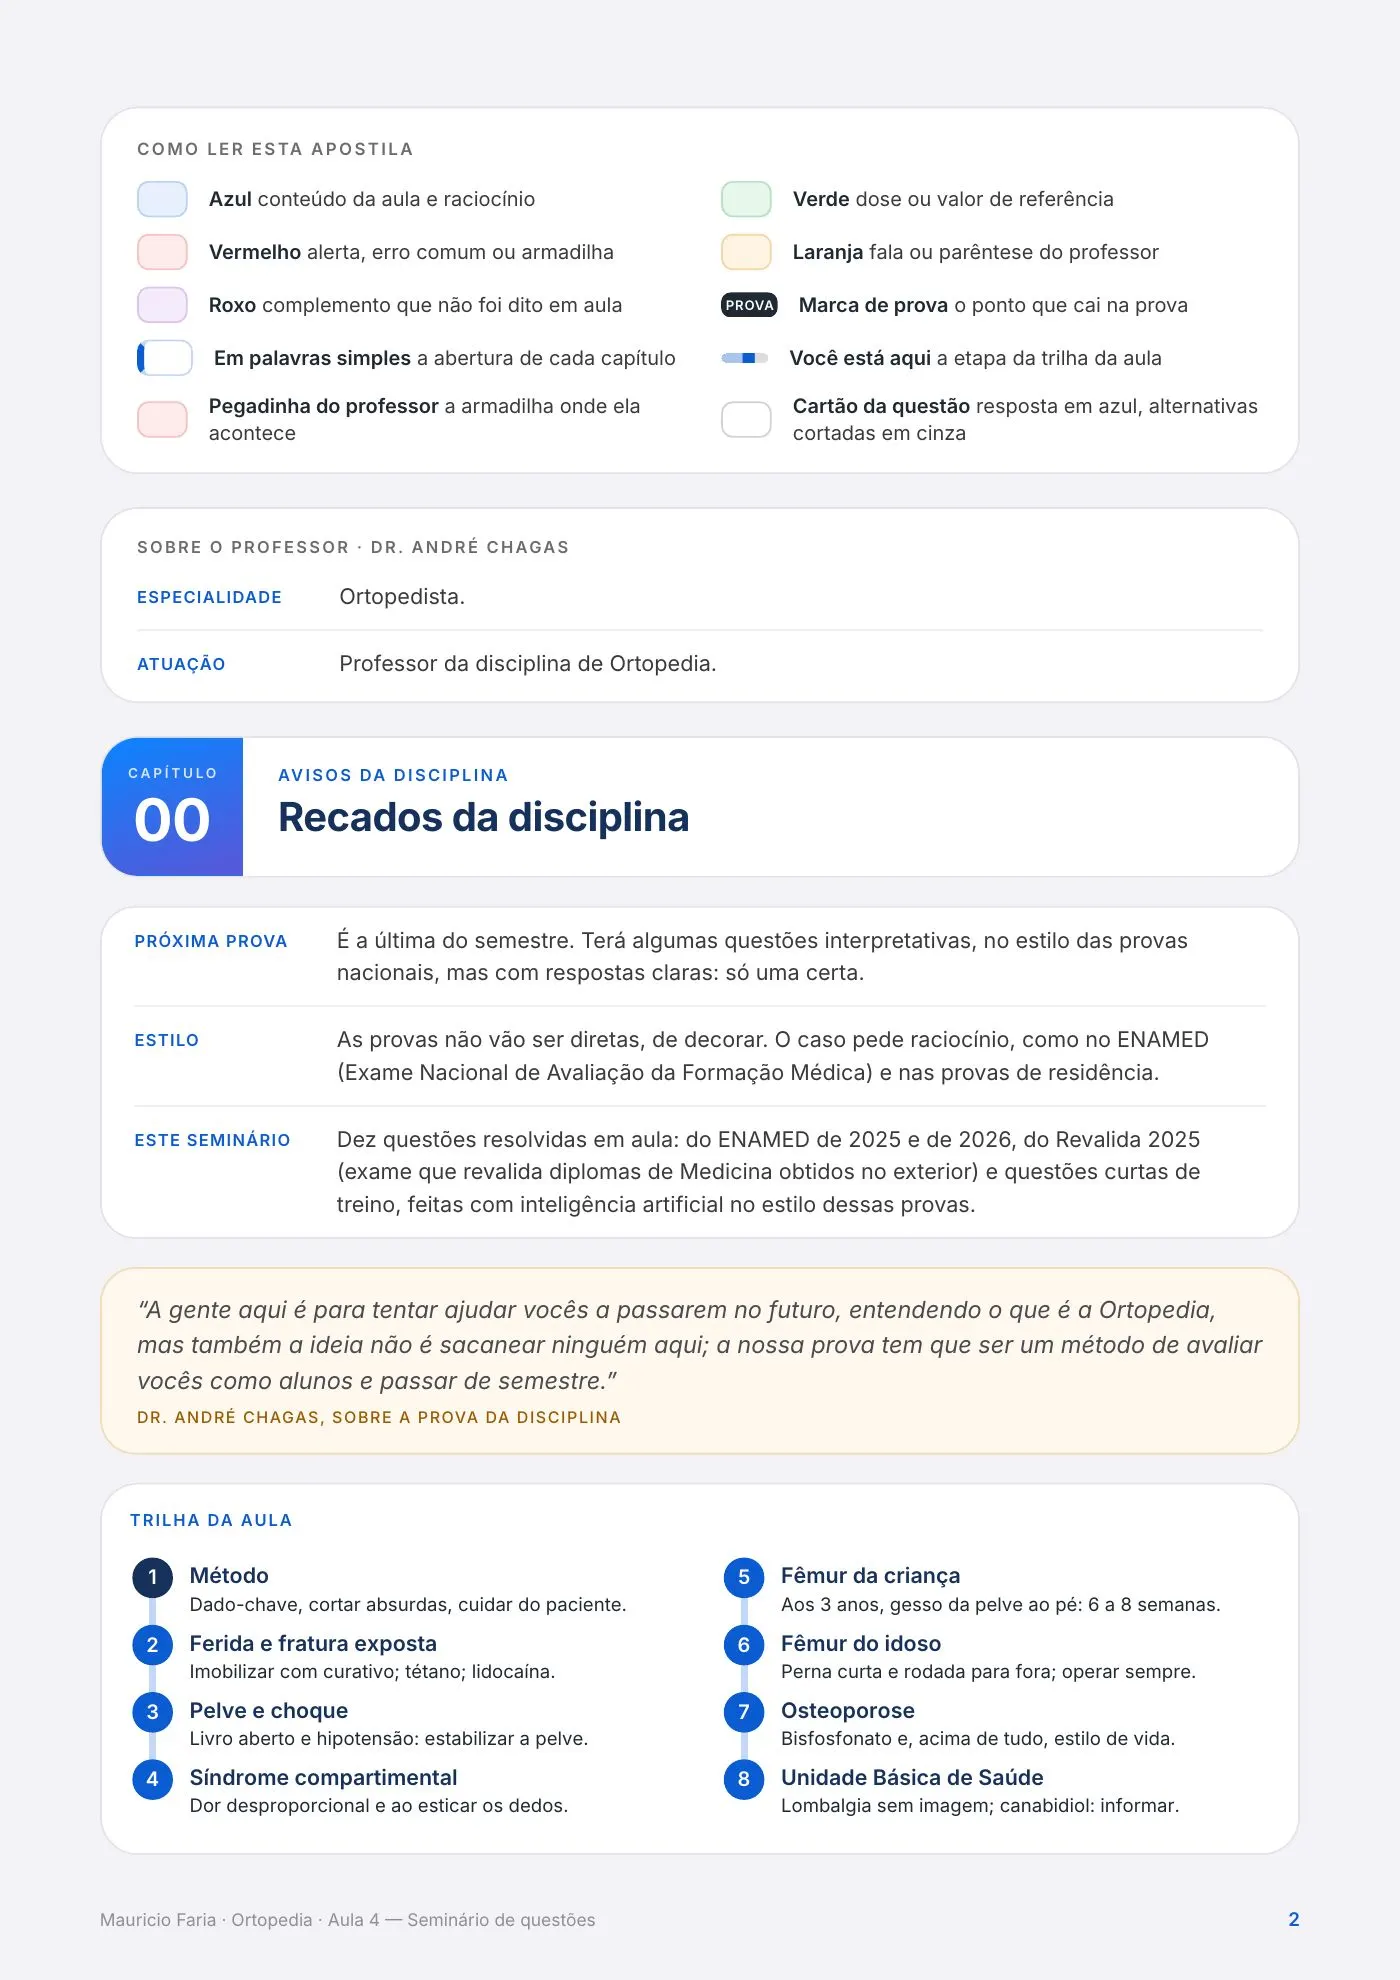 COMO LER ESTA APOSTILA
Azul conteúdo da aula e raciocínio
Verde dose ou valor de referência
Vermelho alerta, erro comum ou armadilha
Laranja fala ou parêntese do professor
Roxo complemento que não foi dito em aula
PROVA Marca de prova o ponto que cai na prova
Em palavras simples a abertura de cada capítulo
Você está aqui a etapa da trilha da aula
Pegadinha do professor a armadilha onde ela
acontece
Cartão da questão resposta em azul, alternativas
cortadas em cinza
SOBRE O PROFESSOR · DR. ANDRÉ CHAGAS
ESPECIALIDADE Ortopedista.
ATUAÇÃO Professor da disciplina de Ortopedia.
CAPÍTULO
00
AVISOS DA DISCIPLINA
Recados da disciplina
PRÓXIMA PROVA É a última do semestre. Terá algumas questões interpretativas, no estilo das provas
nacionais, mas com respostas claras: só uma certa.
ESTILO As provas não vão ser diretas, de decorar. O caso pede raciocínio, como no ENAMED
(Exame Nacional de Avaliação da Formação Médica) e nas provas de residência.
ESTE SEMINÁRIO Dez questões resolvidas em aula: do ENAMED de 2025 e de 2026, do Revalida 2025
(exame que revalida diplomas de Medicina obtidos no exterior) e questões curtas de
treino, feitas com inteligência artificial no estilo dessas provas.
“A gente aqui é para tentar ajudar vocês a passarem no futuro, entendendo o que é a Ortopedia,
mas também a ideia não é sacanear ninguém aqui; a nossa prova tem que ser um método de avaliar
vocês como alunos e passar de semestre.”
DR. ANDRÉ CHAGAS, SOBRE A PROVA DA DISCIPLINA
TRILHA DA AULA
1 Método
Dado-chave, cortar absurdas, cuidar do paciente.
2 Ferida e fratura exposta
Imobilizar com curativo; tétano; lidocaína.
3 Pelve e choque
Livro aberto e hipotensão: estabilizar a pelve.
4 Síndrome compartimental
Dor desproporcional e ao esticar os dedos.
5 Fêmur da criança
Aos 3 anos, gesso da pelve ao pé: 6 a 8 semanas.
6 Fêmur do idoso
Perna curta e rodada para fora; operar sempre.
7 Osteoporose
Bisfosfonato e, acima de tudo, estilo de vida.
8 Unidade Básica de Saúde
Lombalgia sem imagem; canabidiol: informar.
Mauricio Faria · Ortopedia · Aula 4 — Seminário de questões
2